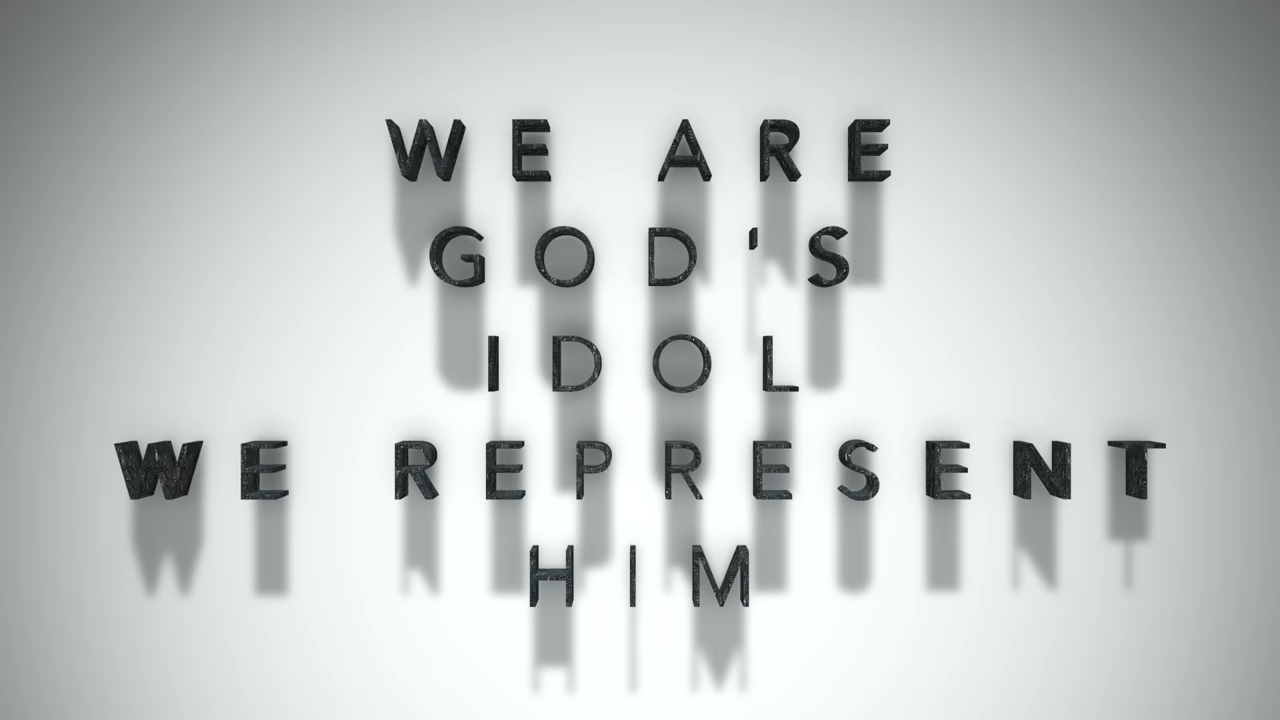 WE ARE
GOD'S
IDOL
WE REPRESENT
HIM